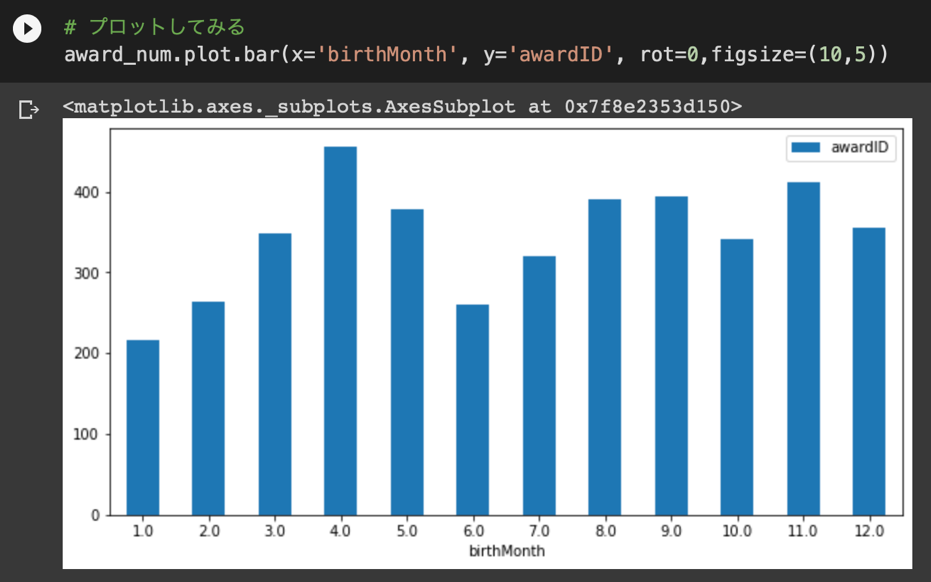 # プロットしてみる
award_num.plot.bar(x='birthMonth', y='awardID', rot=0,figsize=(10,5))
<matplotlib.axes._subplots.AxesSubplot at 0x7f8e2353d150>
awardID
400
300
200
100
0
1.0 2.0 3.0 4.0 5.0 6.0 7.0 8.0 9.0 10.0 11.0 12.0
birthMonth